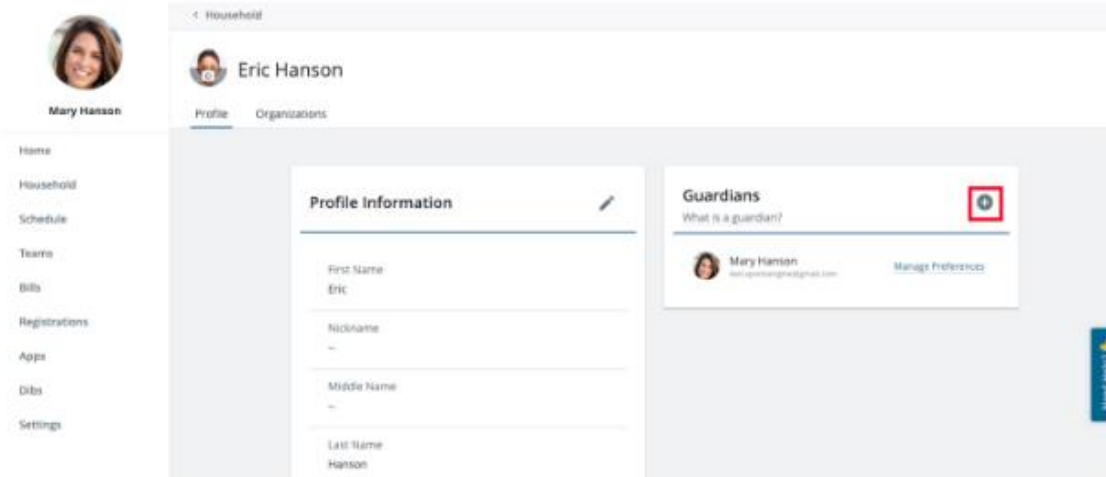 < Household
Eric Hanson
Profile Organizations
Mary Hanson
Home
Household
Schedule
Teams
Bills
Registrations
Apps
Dibs
Settings
Profile Information
First Name
Eric
Nickname
--
Middle Name
--
Last Name
Hanson
Guardians
What is a guardian?
Mary Hanson
Manage Preferences